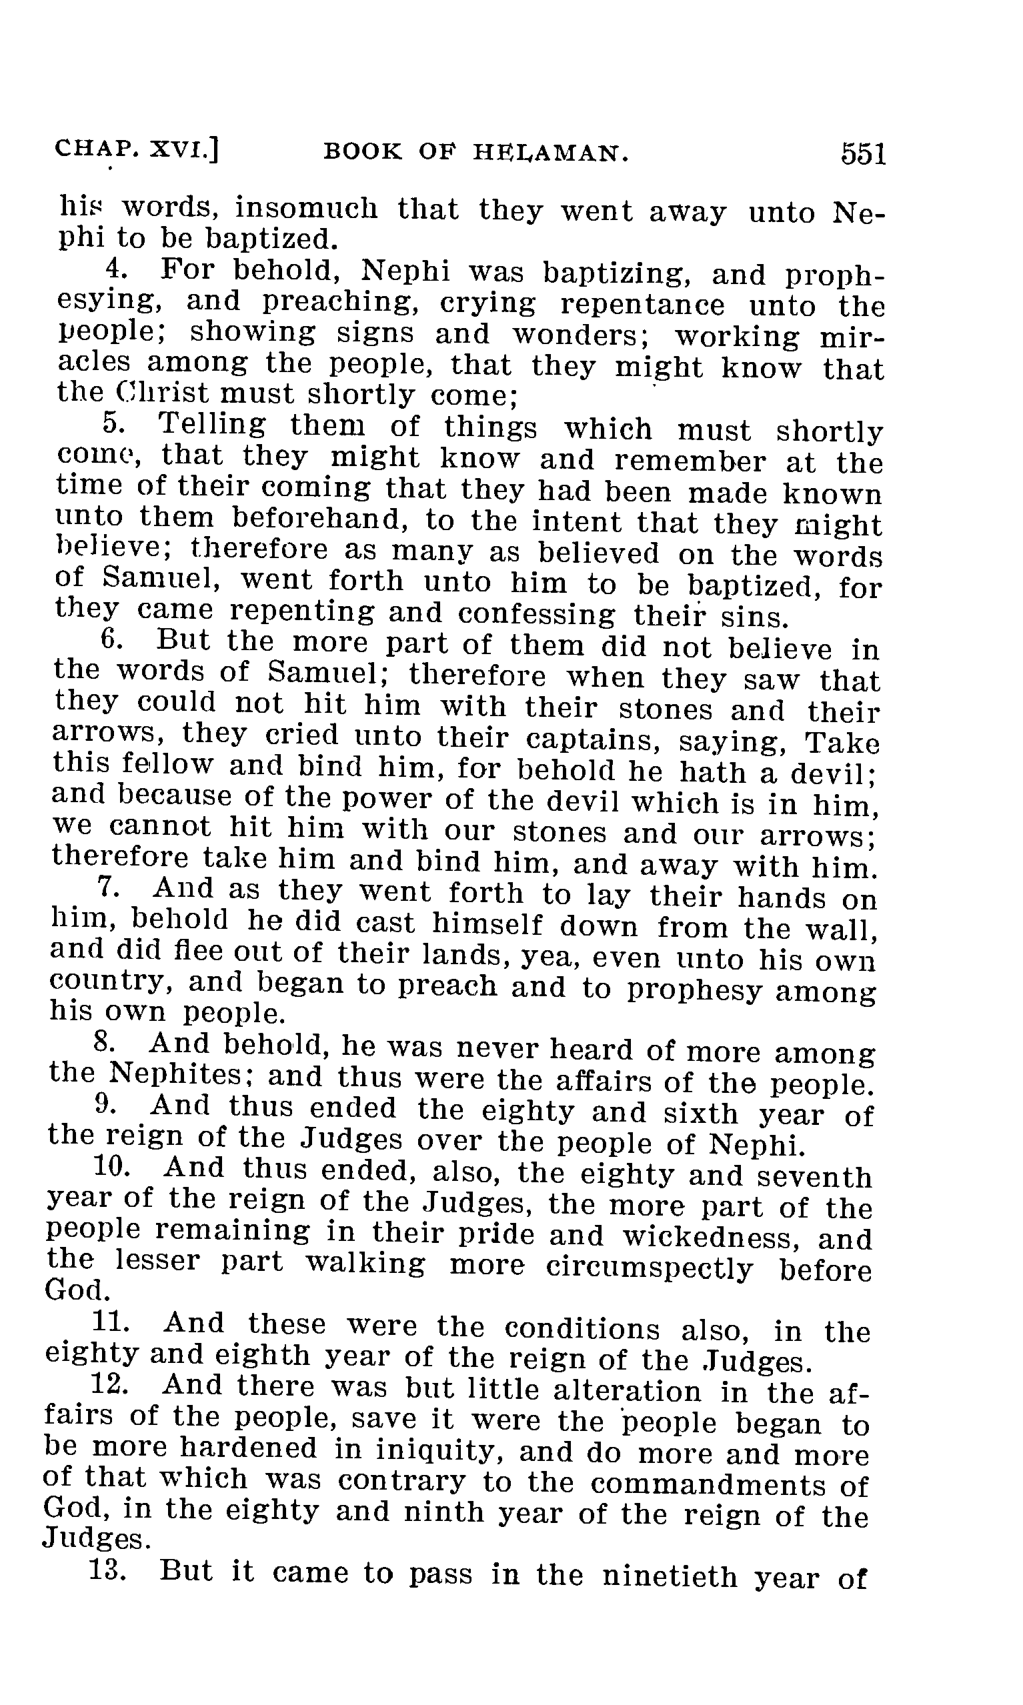 CHAP. XVI.] BOOK OF HELAMAN. 551
his words, insomuch that they went away unto Ne-
phi to be baptized.
4. For behold, Nephi was baptizing, and proph-
esying, and preaching, crying repentance unto the
people; showing signs and wonders; working mir-
acles among the people, that they might know that
the Christ must shortly come;
5. Telling them of things which must shortly
come, that they might know and remember at the
time of their coming that they had been made known
unto them beforehand, to the intent that they might
believe; therefore as many as believed on the words
of Samuel, went forth unto him to be baptized, for
they came repenting and confessing their sins.
6. But the more part of them did not believe in
the words of Samuel; therefore when they saw that
they could not hit him with their stones and their
arrows, they cried unto their captains, saying, Take
this fellow and bind him, for behold he hath a devil;
and because of the power of the devil which is in him,
we cannot hit him with our stones and our arrows;
therefore take him and bind him, and away with him.
7. And as they went forth to lay their hands on
him, behold he did cast himself down from the wall,
and did flee out of their lands, yea, even unto his own
country, and began to preach and to prophesy among
his own people.
8. And behold, he was never heard of more among
the Nephites; and thus were the affairs of the people.
9. And thus ended the eighty and sixth year of
the reign of the Judges over the people of Nephi.
10. And thus ended, also, the eighty and seventh
year of the reign of the Judges, the more part of the
people remaining in their pride and wickedness, and
the lesser part walking more circumspectly before
God.
11. And these were the conditions also, in the
eighty and eighth year of the reign of the Judges.
12. And there was but little alteration in the af-
fairs of the people, save it were the people began to
be more hardened in iniquity, and do more and more
of that which was contrary to the commandments of
God, in the eighty and ninth year of the reign of the
Judges.
13. But it came to pass in the ninetieth year of